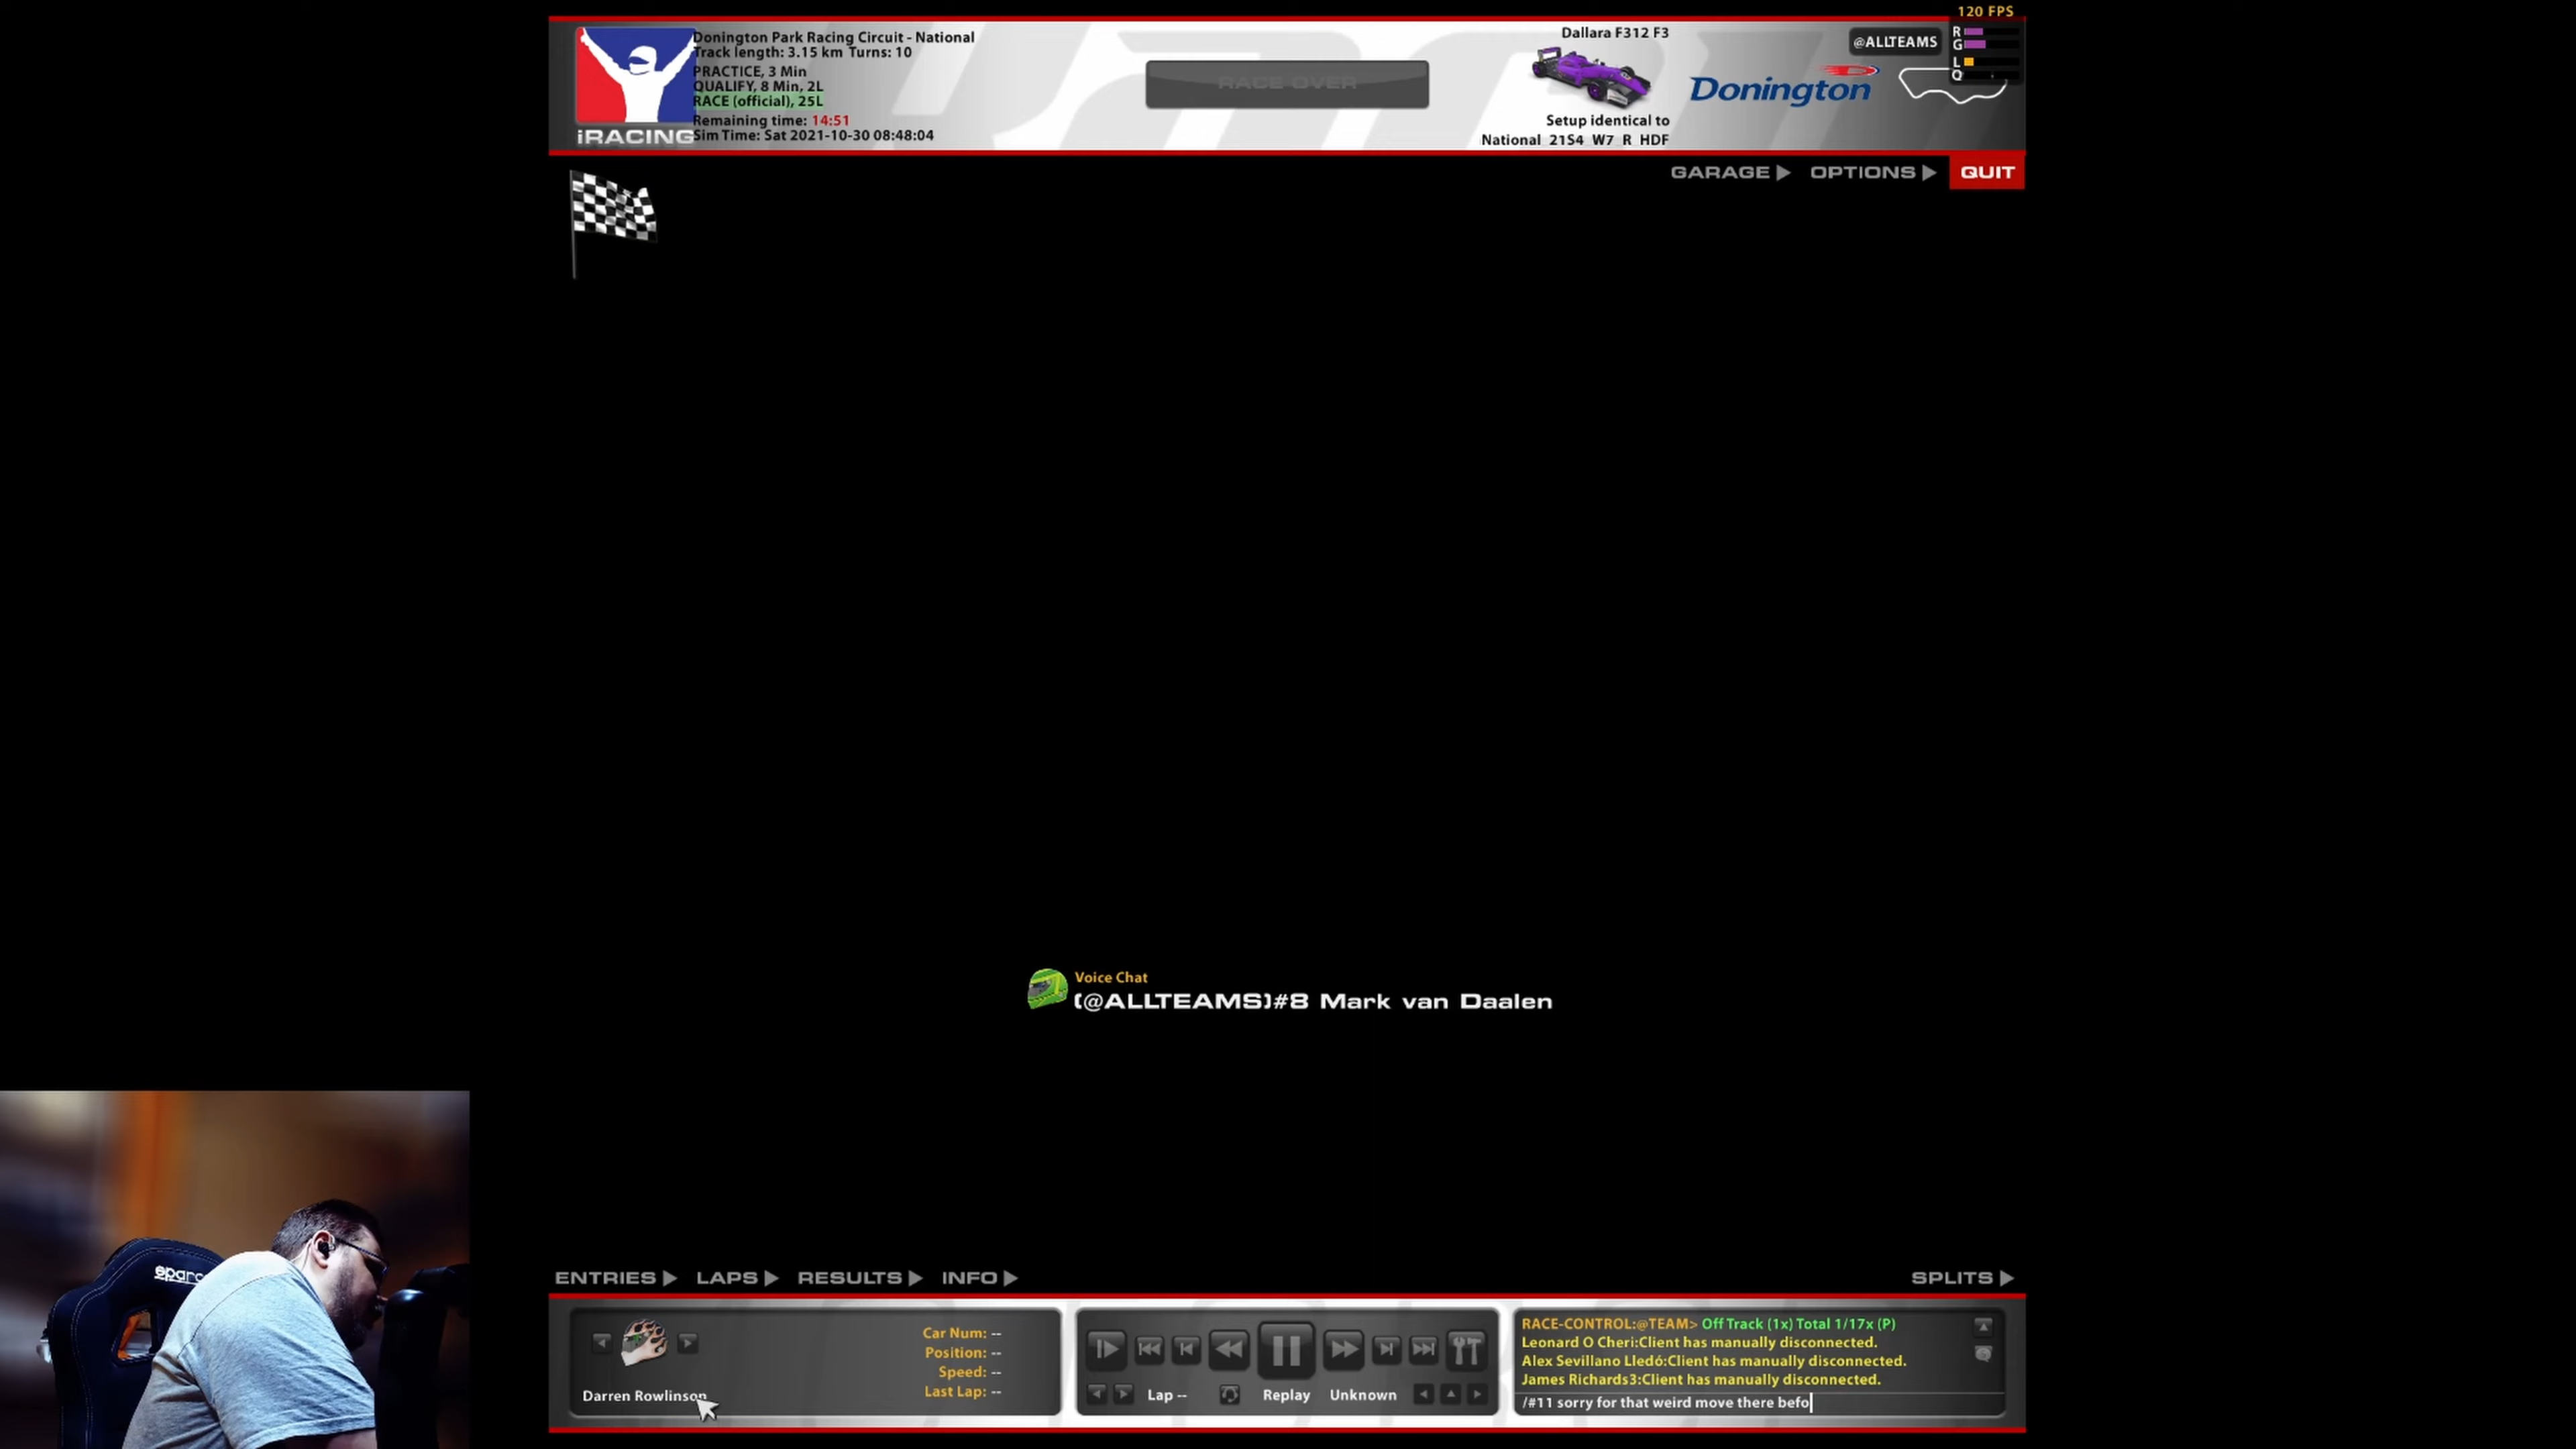 120 FPS
Donington Park Racing Circuit - National
Track length: 3.15 km Turns: 10
PRACTICE, 3 Min
QUALIFY, 8 Min, 2L
RACE (official), 25L
Remaining time: 14:51
Sim Time: Sat 2021-10-30 08:48:04
iRACING
RACE OVER
Dallara F312 F3
Setup identical to
National 21S4 W7 R HDF
@ALLTEAMS
Donington
R
G
L
Q
GARAGE
OPTIONS
QUIT
Voice Chat
(@ALLTEAMS)#8 Mark van Daalen
sparc
ENTRIES
LAPS
RESULTS
INFO
SPLITS
Darren Rowlinson
Car Num: --
Position: --
Speed: --
Last Lap: --
Lap --
Replay
Unknown
RACE-CONTROL:@TEAM> Off Track (1x) Total 1/17x (P)
Leonard O Cheri:Client has manually disconnected.
Alex Sevillano Lledó:Client has manually disconnected.
James Richards3:Client has manually disconnected.
/#11 sorry for that weird move there befo